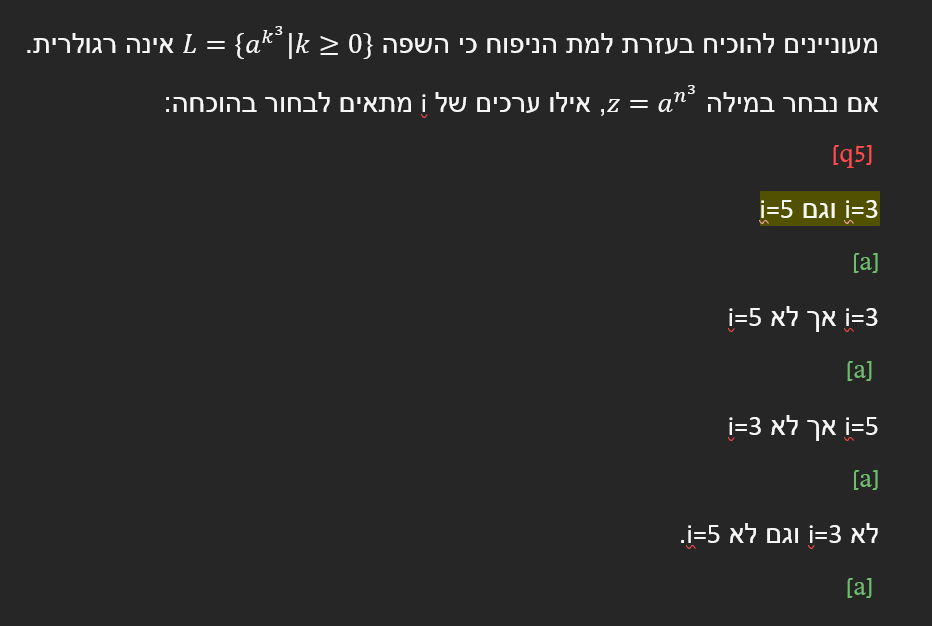 מעוניינים להוכיח בעזרת למת הניפוח כי השפה L = {a^{k^3}|k ≥ 0} אינה רגולרית.
אם נבחר במילה z = a^{n^3}, אילו ערכים של i מתאים לבחור בהוכחה:
[q5]
i=3 וגם i=5
[a]
i=3 אך לא i=5
[a]
i=5 אך לא i=3
[a]
לא i=3 וגם לא i=5.
[a]